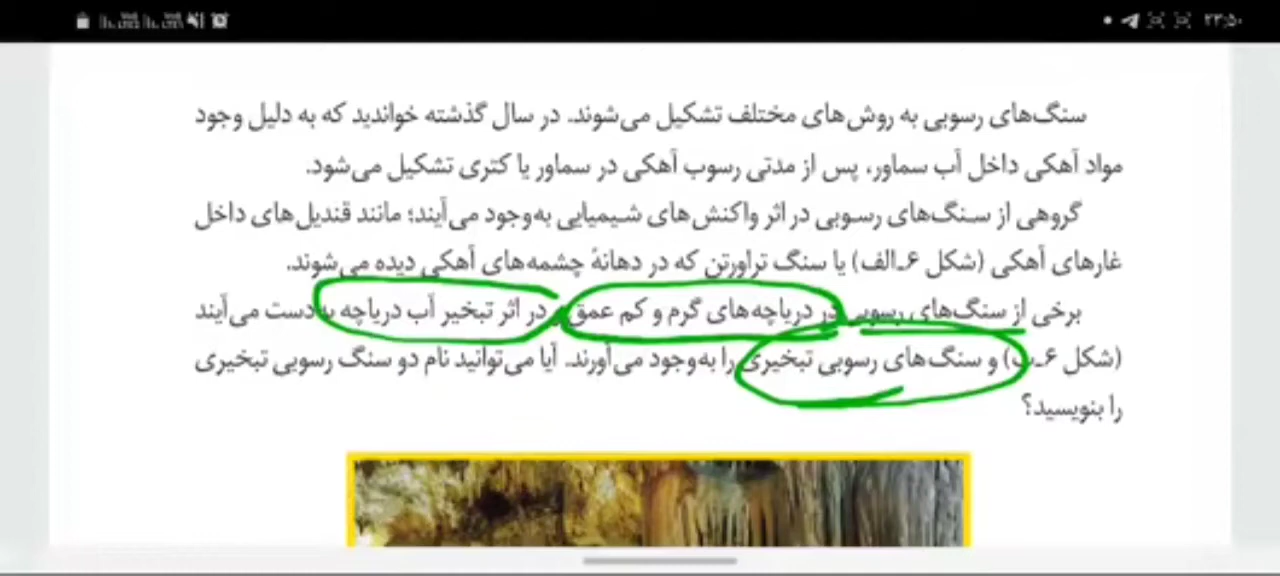 ۲۳:۵۰
سنگ‌های رسوبی به روش‌های مختلف تشکیل می‌شوند. در سال گذشته خواندید که به دلیل وجود
مواد آهکی داخل آب سماور، پس از مدتی رسوب آهکی در سماور یا کتری تشکیل می‌شود.
گروهی از سنگ‌های رسوبی در اثر واکنش‌های شیمیایی به‌وجود می‌آیند؛ مانند قندیل‌های داخل
غارهای آهکی (شکل ۶ـ الف) یا سنگ تراورتن که در دهانهٔ چشمه‌های آهکی دیده می‌شوند.
برخی از سنگ‌های رسوبی در دریاچه‌های گرم و کم عمق و در اثر تبخیر آب دریاچه به‌دست می‌آیند
(شکل ۶ـ ب) و سنگ‌های رسوبی تبخیری را به‌وجود می‌آورند. آیا می‌توانید نام دو سنگ رسوبی تبخیری
را بنویسید؟